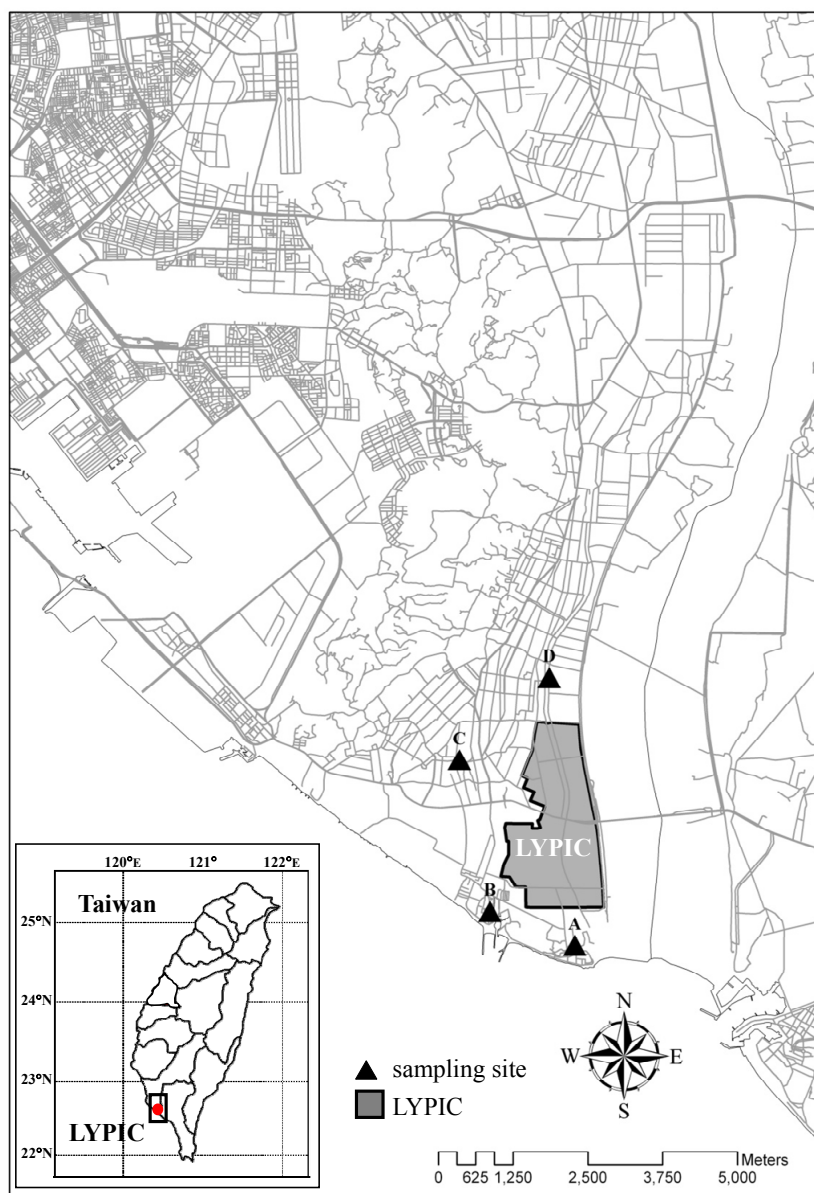 D
C
LYPIC
B
A
120°E 121° 122°E
Taiwan
25°N
24°N
23°N
LYPIC
22°N
N
W E
S
sampling site
LYPIC
Meters
0 625 1,250 2,500 3,750 5,000